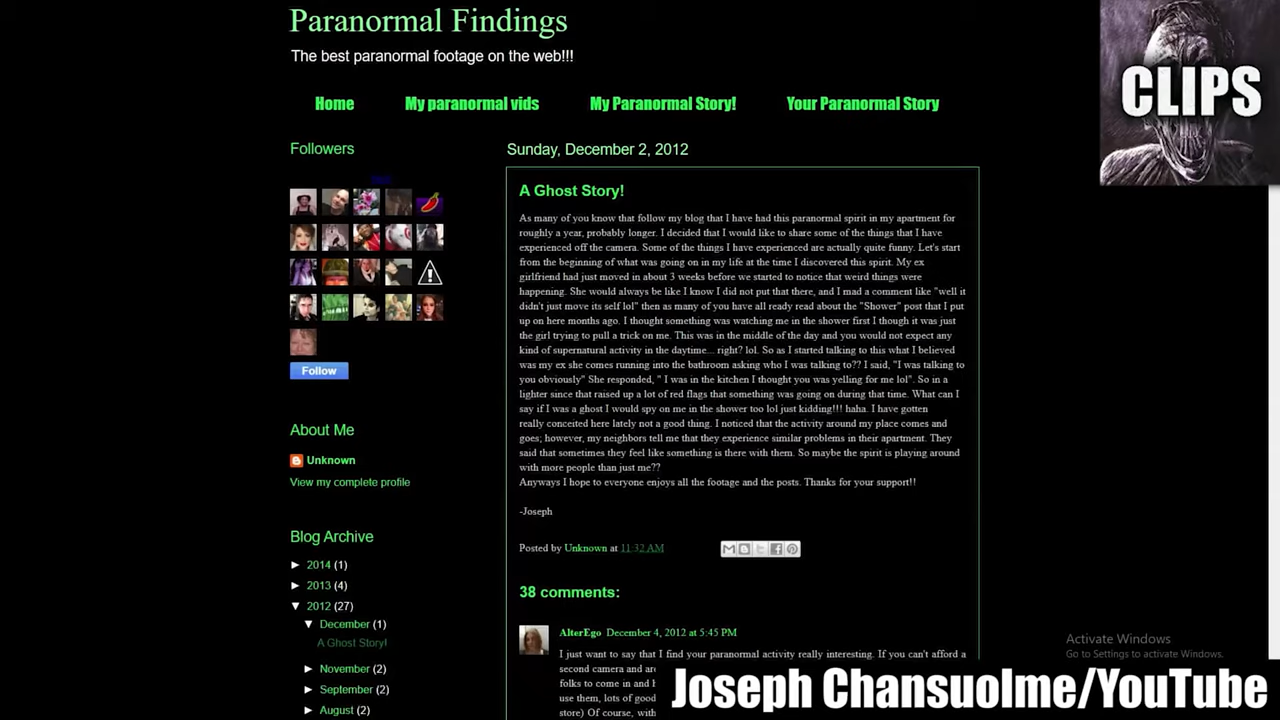 Paranormal Findings
The best paranormal footage on the web!!!
CLIPS
Home My paranormal vids My Paranormal Story! Your Paranormal Story
Followers
Follow
About Me
Unknown
View my complete profile
Blog Archive
► 2014 (1)
► 2013 (4)
▼ 2012 (27)
▼ December (1)
A Ghost Story!
► November (2)
► September (2)
► August (2)
Sunday, December 2, 2012
A Ghost Story!
As many of you know that follow my blog that I have had this paranormal spirit in my apartment for
roughly a year, probably longer. I decided that I would like to share some of the things that I have
experienced off the camera. Some of the things I have experienced are actually quite funny. Let's start
from the beginning of what was going on in my life at the time I discovered this spirit. My ex
girlfriend had just moved in about 3 weeks before we started to notice that weird things were
happening. She would always be like I know I did not put that there, and I mad a comment like "well it
didn't just move its self lol" then as many of you have all ready read about the "Shower" post that I put
up on here months ago. I thought something was watching me in the shower first I though it was just
the girl trying to pull a trick on me. This was in the middle of the day and you would not expect any
kind of supernatural activity in the daytime... right? lol. So as I started talking to this what I believed
was my ex she comes running into the bathroom asking who I was talking to?? I said, "I was talking to
you obviously" She responded, " I was in the kitchen I thought you was yelling for me lol". So in a
lighter since that raised up a lot of red flags that something was going on during that time. What can I
say if I was a ghost I would spy on me in the shower too lol just kidding!!! haha. I have gotten
really conceited here lately not a good thing. I noticed that the activity around my place comes and
goes; however, my neighbors tell me that they experience similar problems in their apartment. They
said that sometimes they feel like something is there with them. So maybe the spirit is playing around
with more people than just me??
Anyways I hope to everyone enjoys all the footage and the posts. Thanks for your support!!
-Joseph
Posted by Unknown at 11:32 AM
38 comments:
AlterEgo December 4, 2012 at 5:45 PM
I just want to say that I find your paranormal activity really interesting. If you can't afford a
second camera and
folks to come in and
use them, lots of good
store) Of course,
Activate Windows
Go to Settings to activate Windows.
Joseph Chansuolme/YouTube